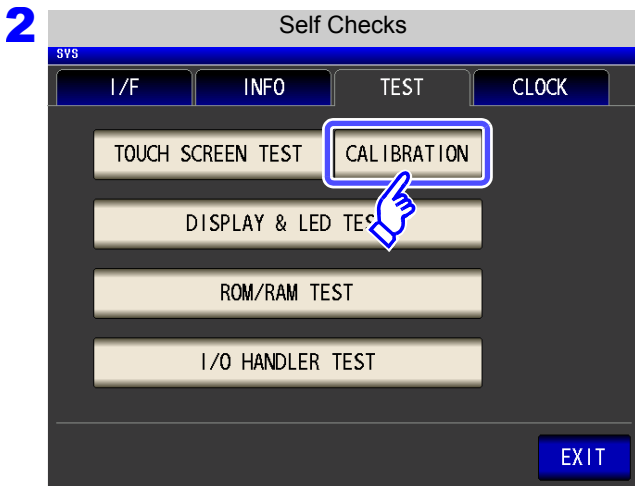 2
Self Checks
SYS
I/F INFO TEST CLOCK
TOUCH SCREEN TEST CALIBRATION
DISPLAY & LED TEST
ROM/RAM TEST
I/O HANDLER TEST
EXIT